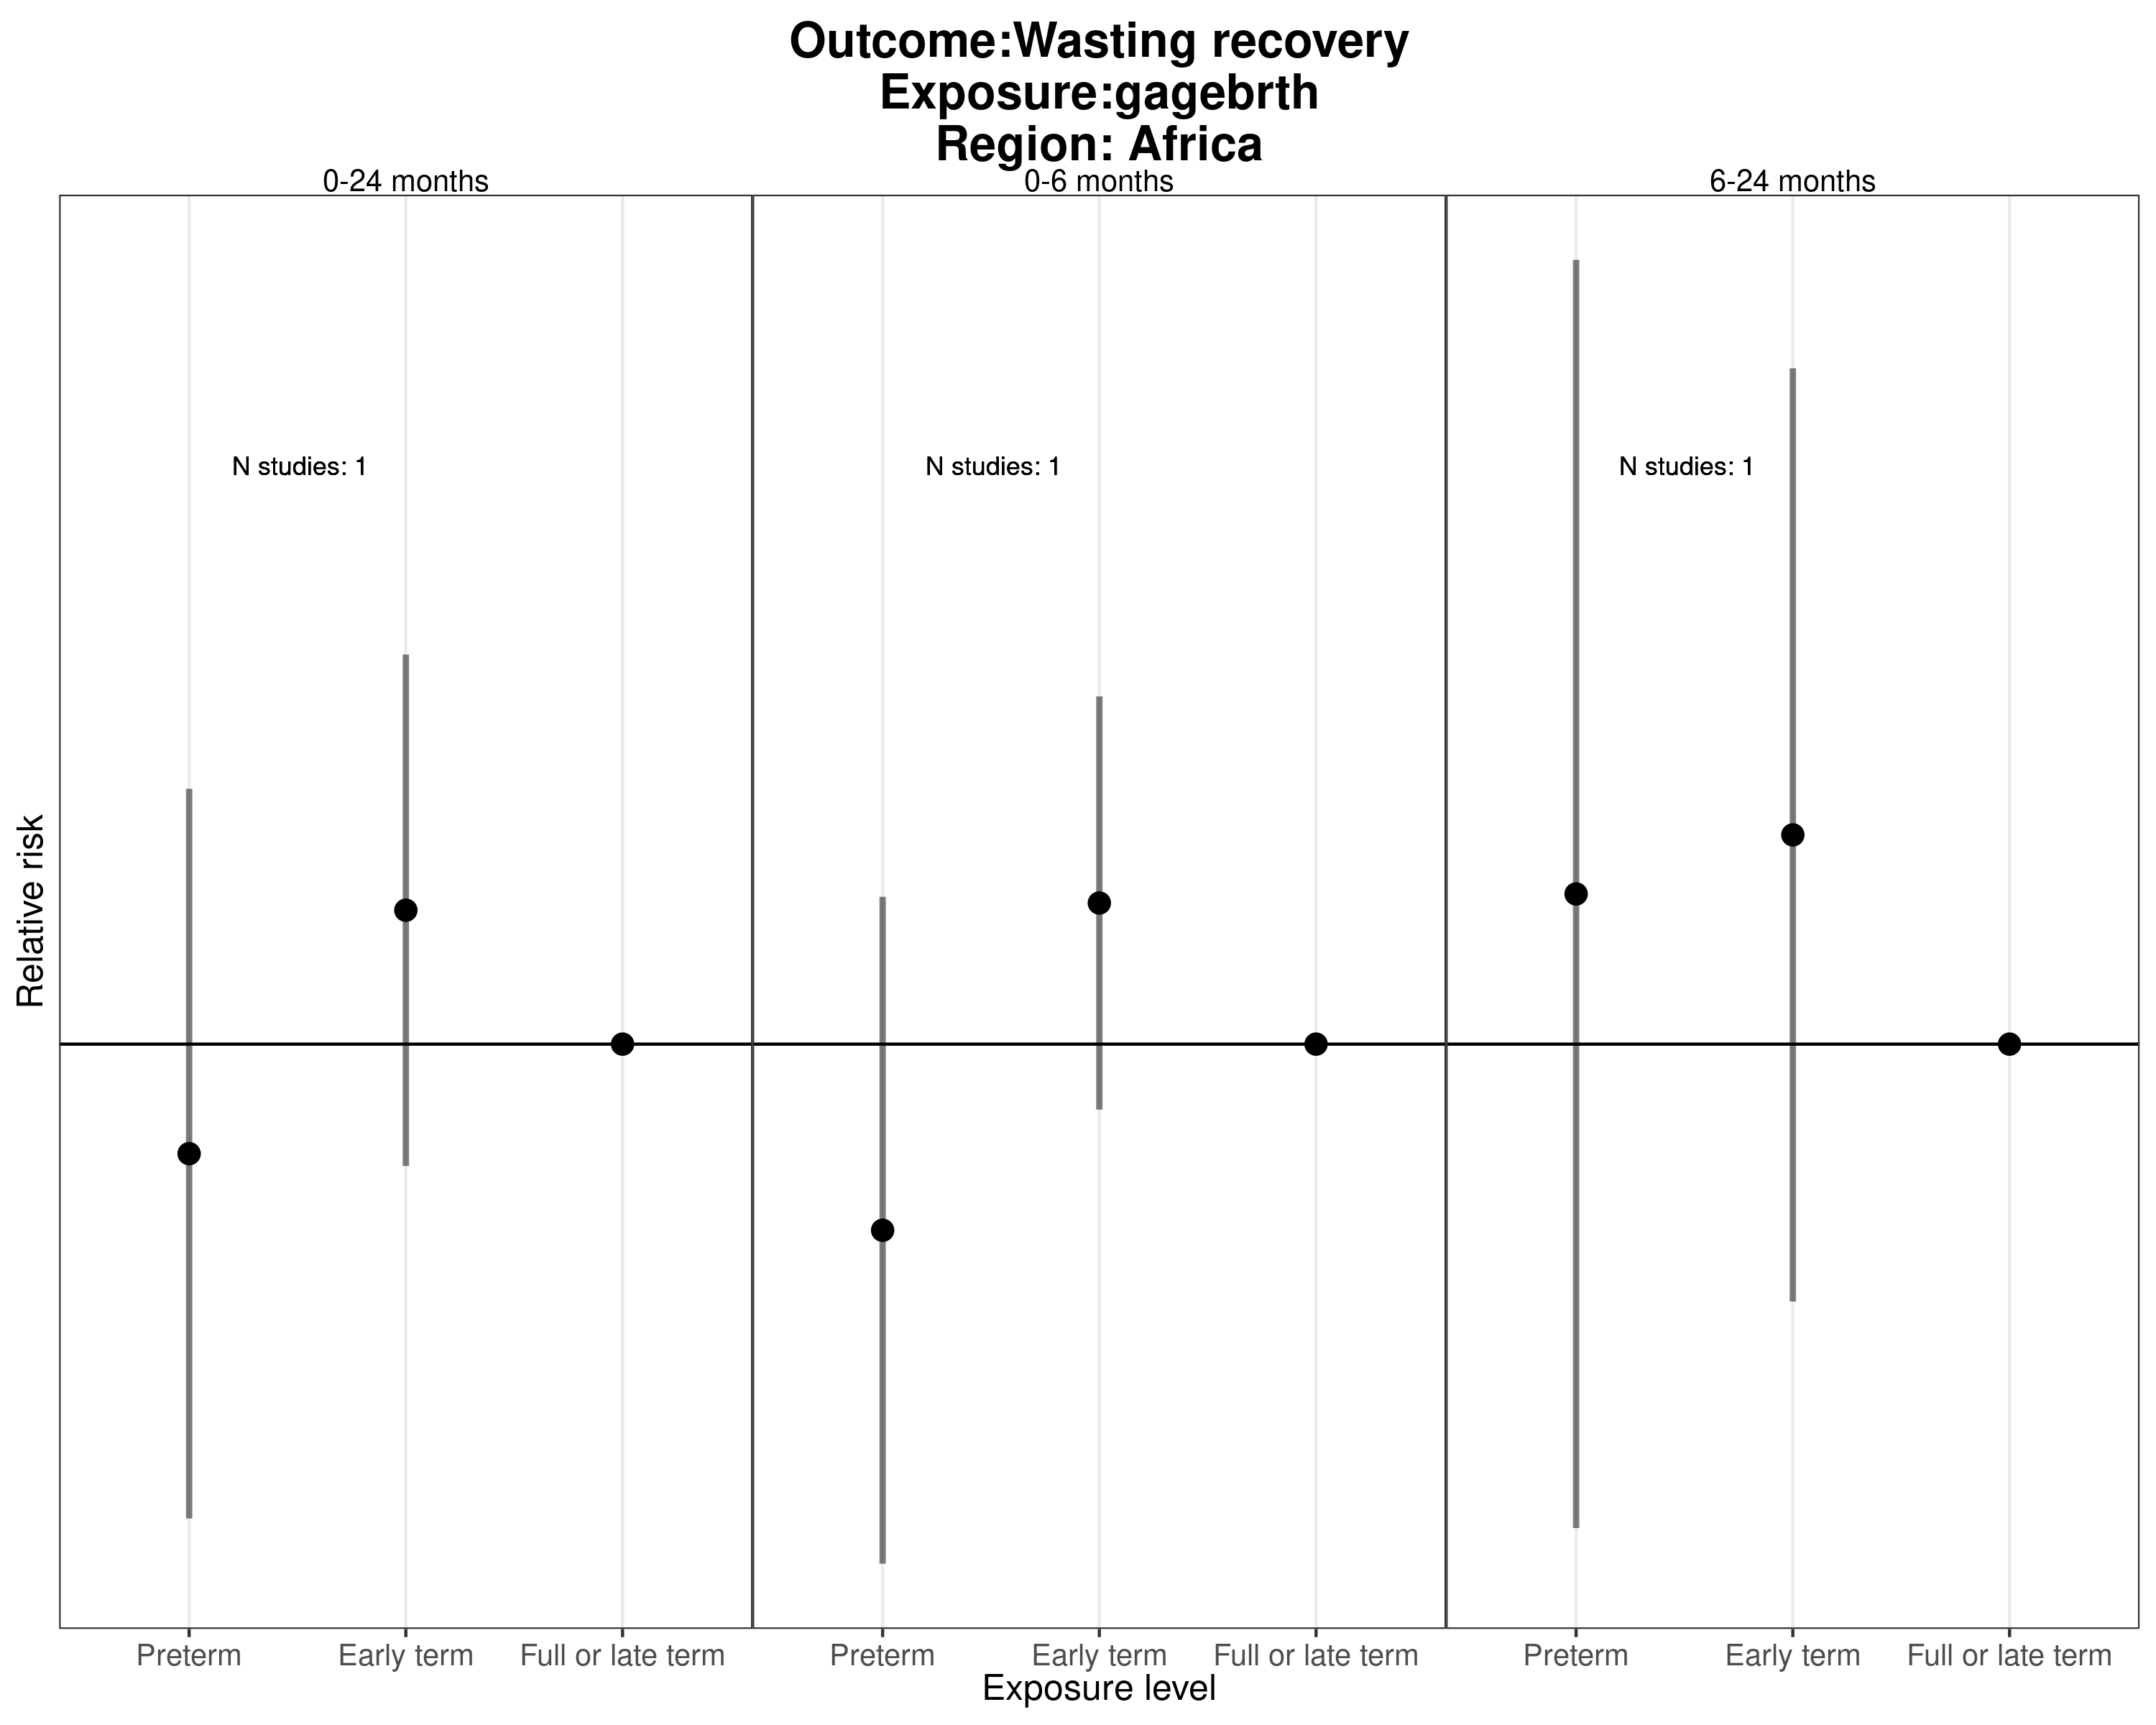 Outcome:Wasting recovery
Exposure:gagebrth
Region: Africa
0-24 months 0-6 months 6-24 months
N studies: 1 N studies: 1 N studies: 1
Relative risk
Preterm Early term Full or late term Preterm Early term Full or late term Preterm Early term Full or late term
Exposure level